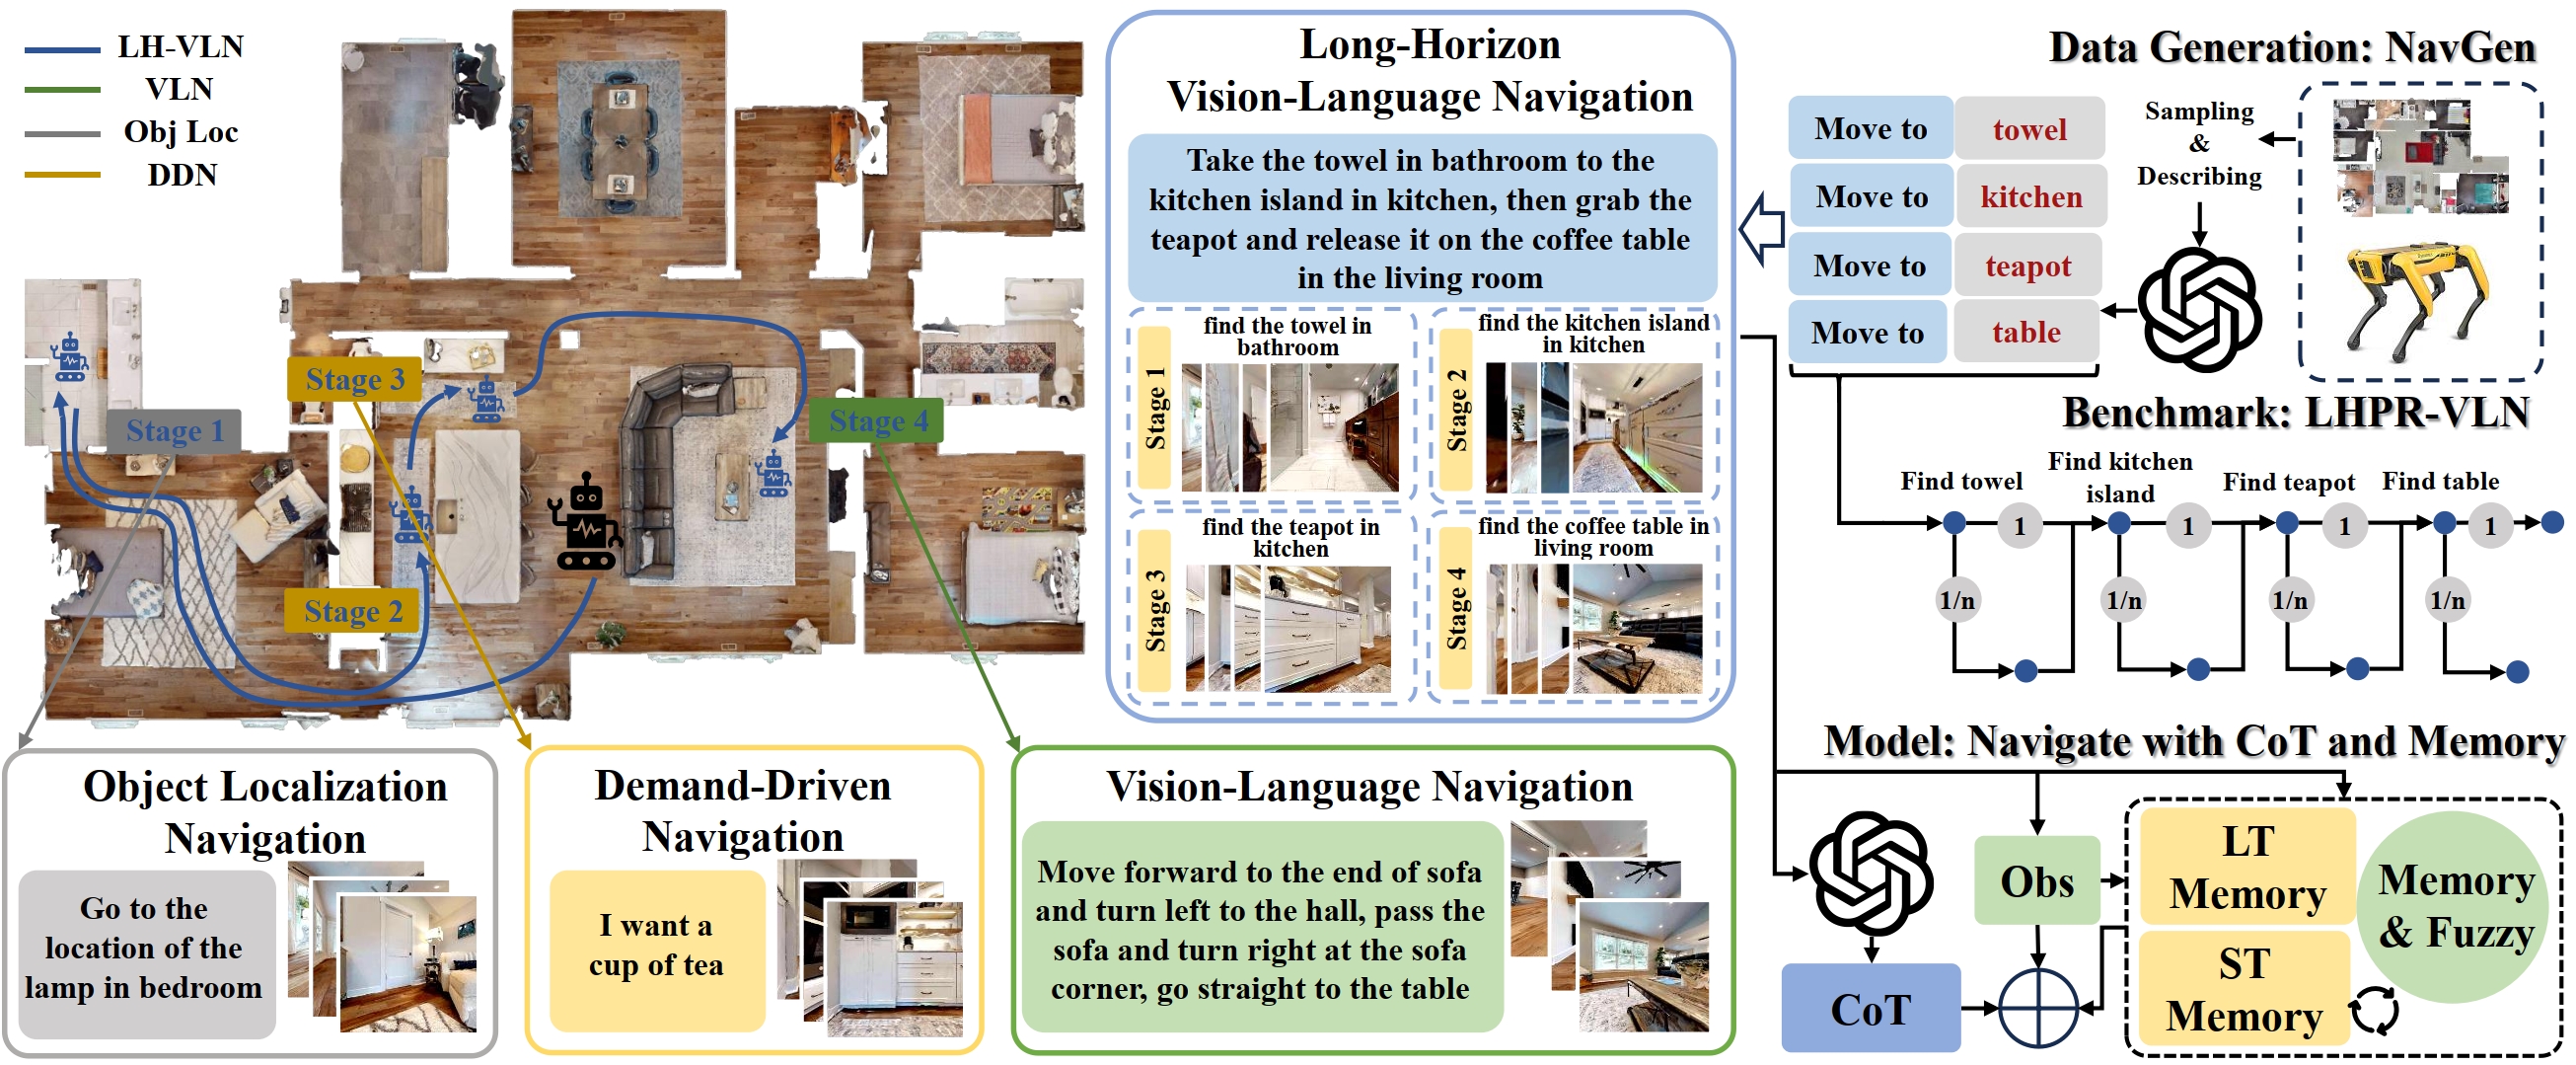 LH-VLN
VLN
Obj Loc
DDN
Stage 1
Stage 2
Stage 3
Stage 4
Long-Horizon
Vision-Language Navigation
Take the towel in bathroom to the
kitchen island in kitchen, then grab the
teapot and release it on the coffee table
in the living room
Stage 1
find the towel in
bathroom
Stage 2
find the kitchen island
in kitchen
Stage 3
find the teapot in
kitchen
Stage 4
find the coffee table in
living room
Object Localization
Navigation
Go to the
location of the
lamp in bedroom
Demand-Driven
Navigation
I want a
cup of tea
Vision-Language Navigation
Move forward to the end of sofa
and turn left to the hall, pass the
sofa and turn right at the sofa
corner, go straight to the table
Data Generation: NavGen
Move to towel
Move to kitchen
Move to teapot
Move to table
Sampling
&
Describing
Benchmark: LHPR-VLN
Find towel
Find kitchen
island
Find teapot
Find table
1
1
1
1
1/n
1/n
1/n
1/n
Model: Navigate with CoT and Memory
Obs
CoT
LT
Memory
ST
Memory
Memory
& Fuzzy